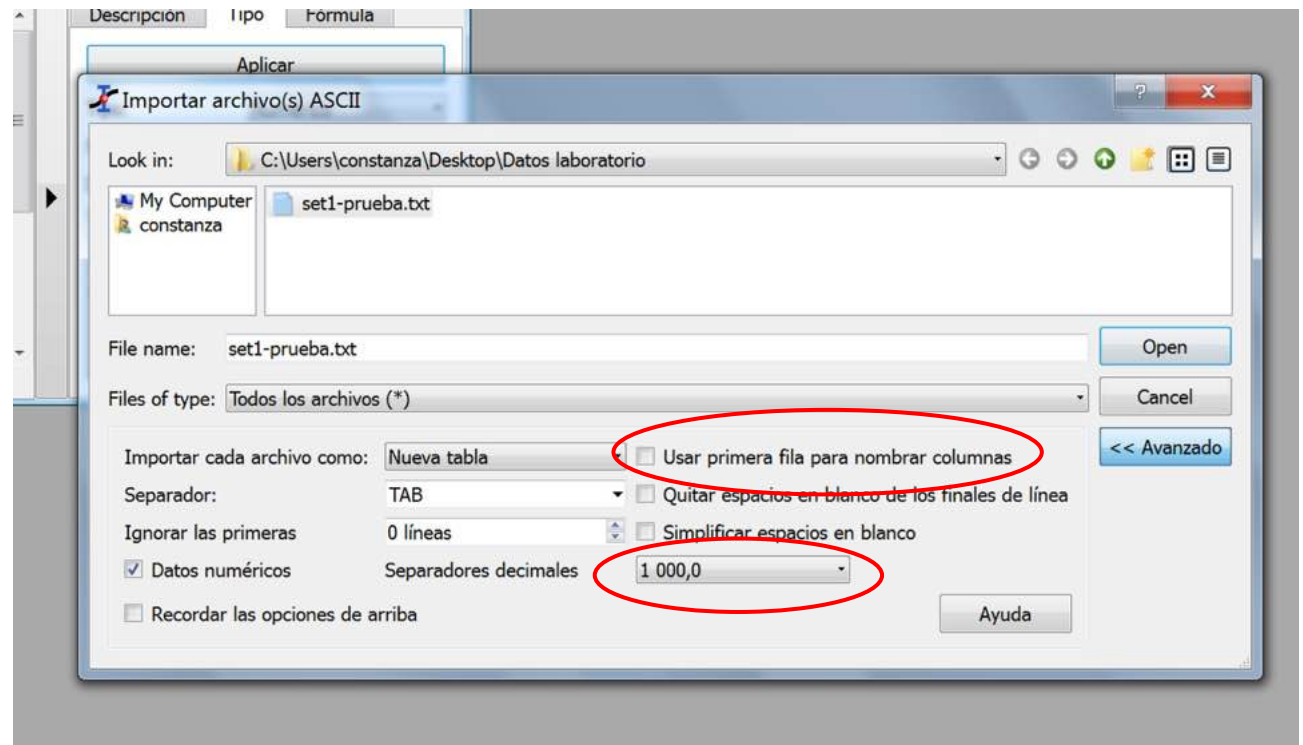 Descripción Tipo Fórmula
Aplicar
Importar archivo(s) ASCII
Look in: C:\Users\constanza\Desktop\Datos laboratorio
My Computer
constanza
set1-prueba.txt
File name: set1-prueba.txt Open
Files of type: Todos los archivos (*) Cancel
<< Avanzado
Importar cada archivo como: Nueva tabla Usar primera fila para nombrar columnas
Separador: TAB Quitar espacios en blanco de los finales de línea
Ignorar las primeras 0 líneas Simplificar espacios en blanco
Datos numéricos Separadores decimales 1 000,0
Recordar las opciones de arriba Ayuda